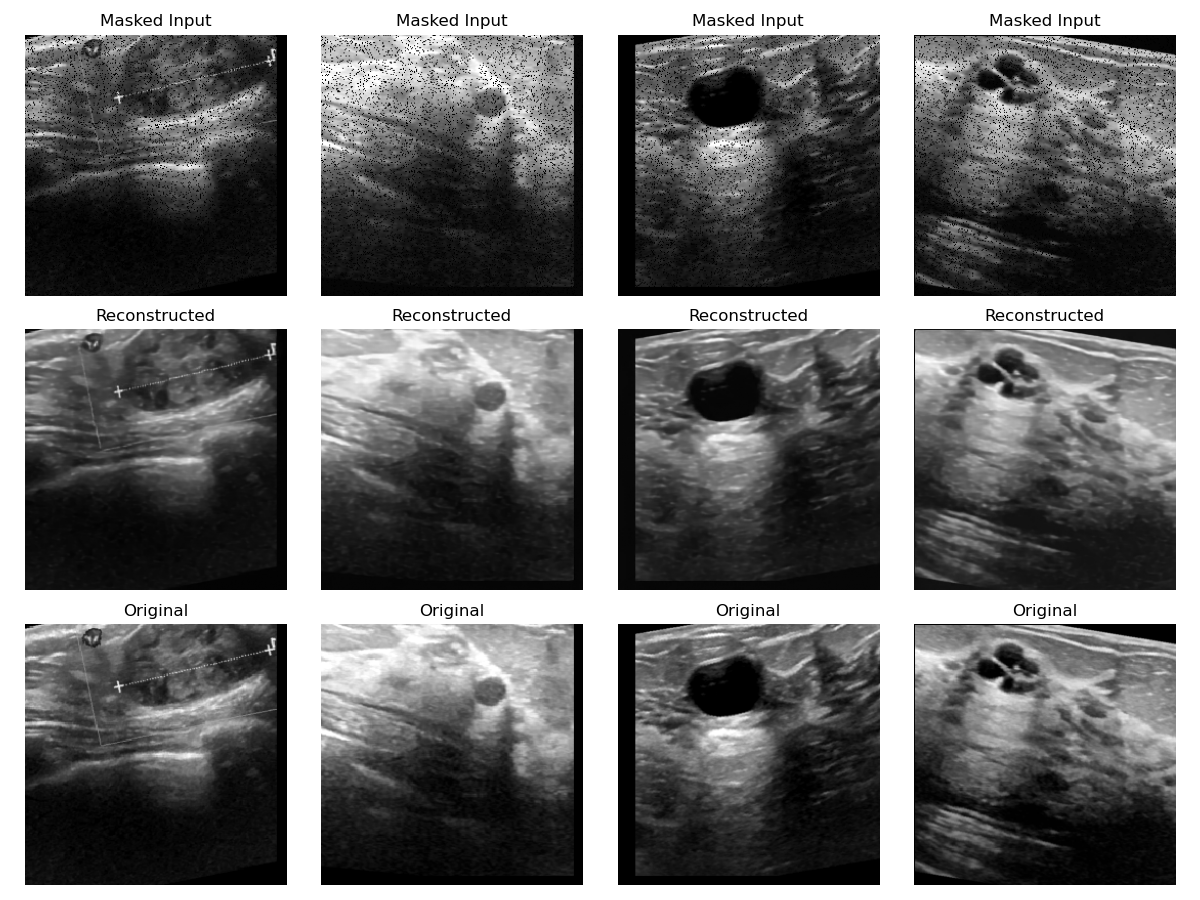 Masked Input
Masked Input
Masked Input
Masked Input
Reconstructed
Reconstructed
Reconstructed
Reconstructed
Original
Original
Original
Original